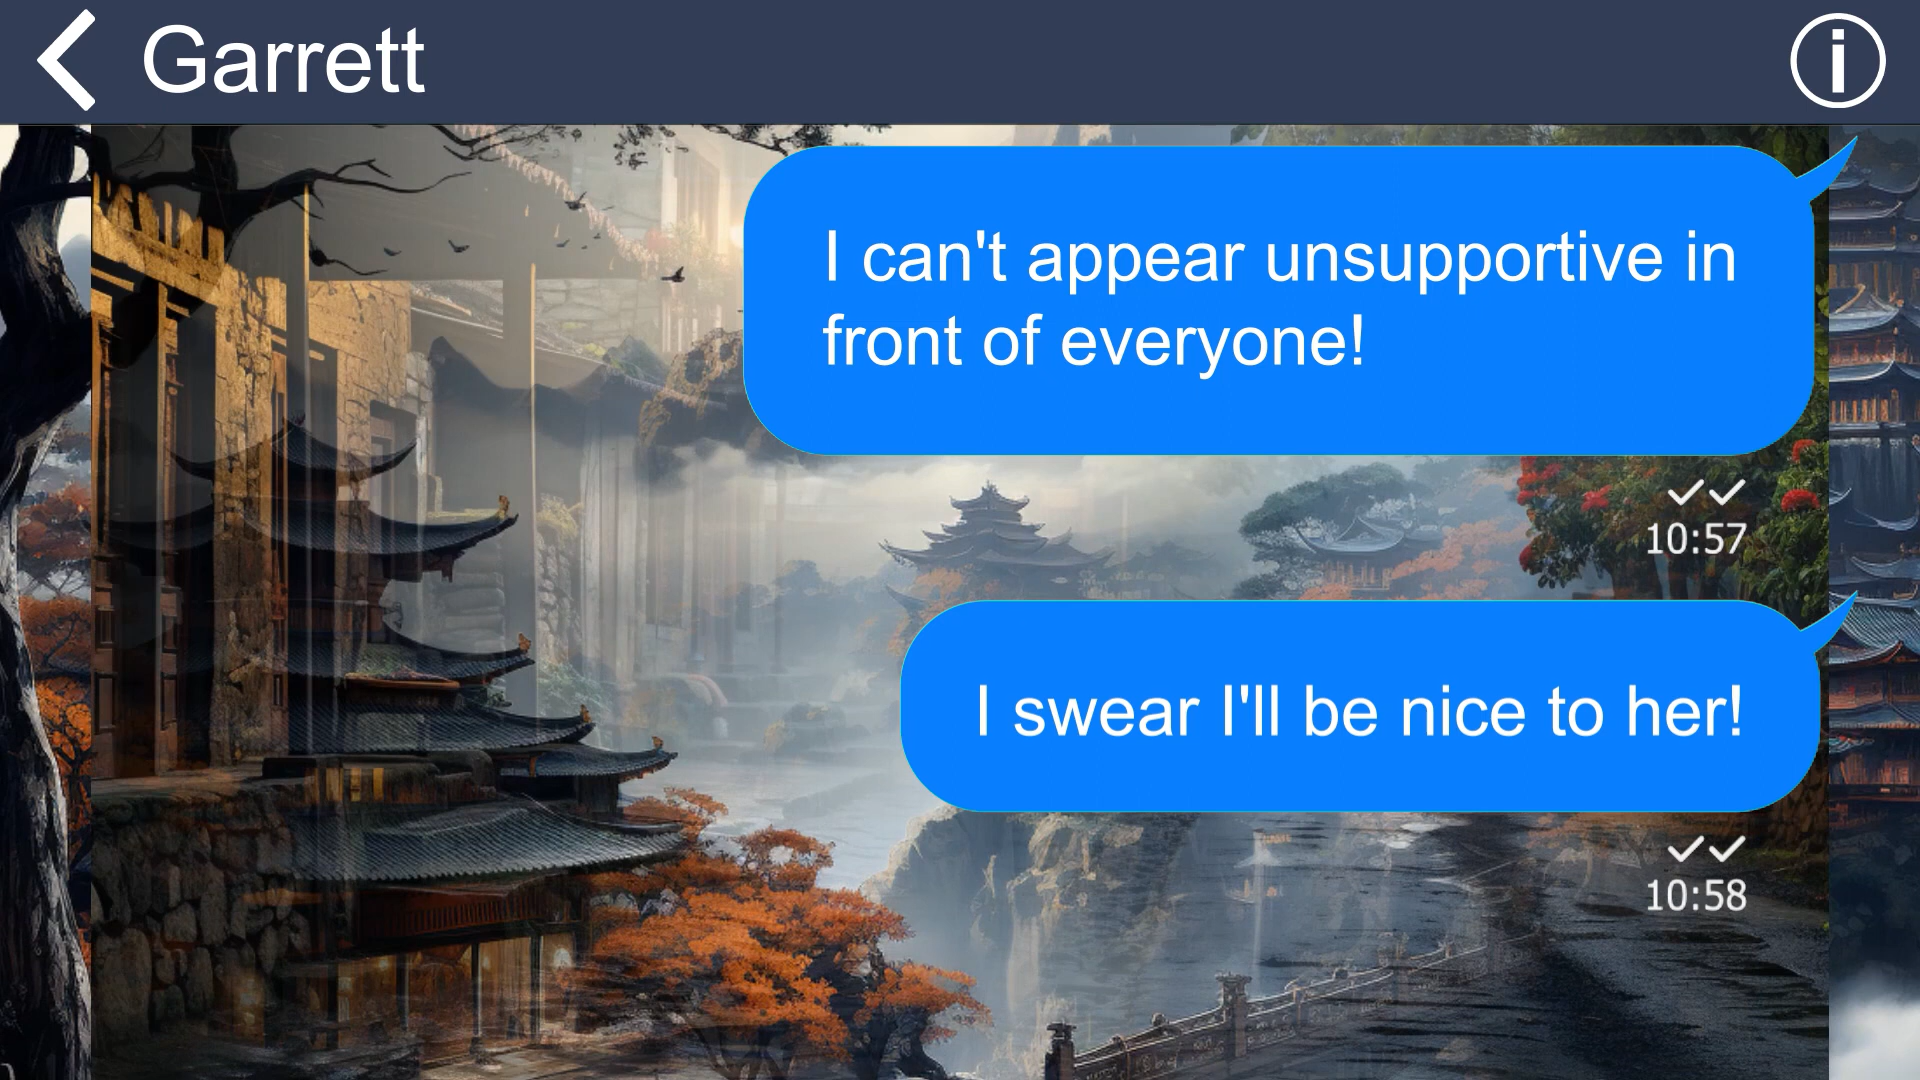 Garrett
I can't appear unsupportive in
front of everyone!
10:57
I swear I'll be nice to her!
10:58